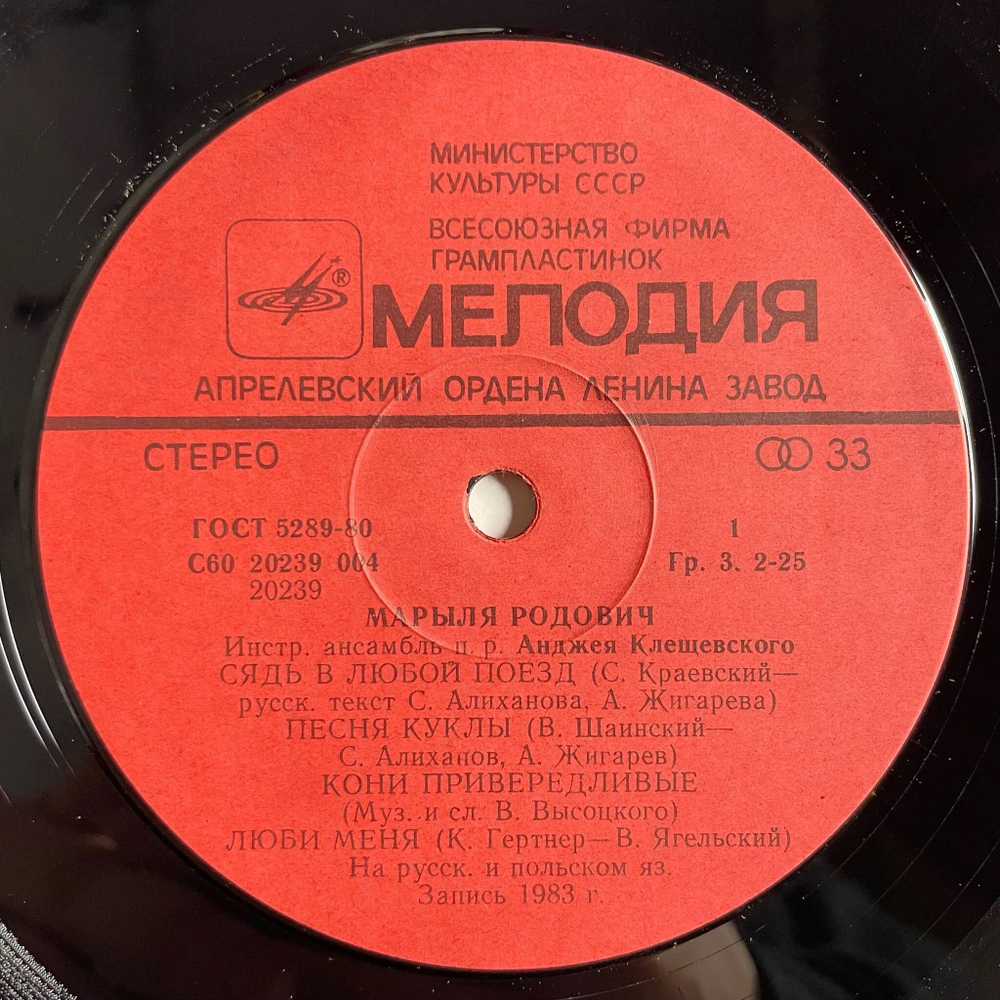 МИНИСТЕРСТВО
КУЛЬТУРЫ СССР
ВСЕСОЮЗНАЯ ФИРМА
ГРАМПЛАСТИНОК
®
МЕЛОДИЯ
АПРЕЛЕВСКИЙ ОРДЕНА ЛЕНИНА ЗАВОД
СТЕРЕО
33
ГОСТ 5289-80
1
С60 20239 004
Гр. 3. 2-25
20239
МАРЫЛЯ РОДОВИЧ
Инстр. ансамбль п. р. Анджея Клещевского
СЯДЬ В ЛЮБОЙ ПОЕЗД (С. Краевский—
русск. текст С. Алиханова, А. Жигарева)
ПЕСНЯ КУКЛЫ (В. Шаинский—
С. Алиханов, А. Жигарев)
КОНИ ПРИВЕРЕДЛИВЫЕ
(Муз. и сл. В. Высоцкого)
ЛЮБИ МЕНЯ (К. Гертнер—В. Ягельский)
На русск. и польском яз.
Запись 1983 г.